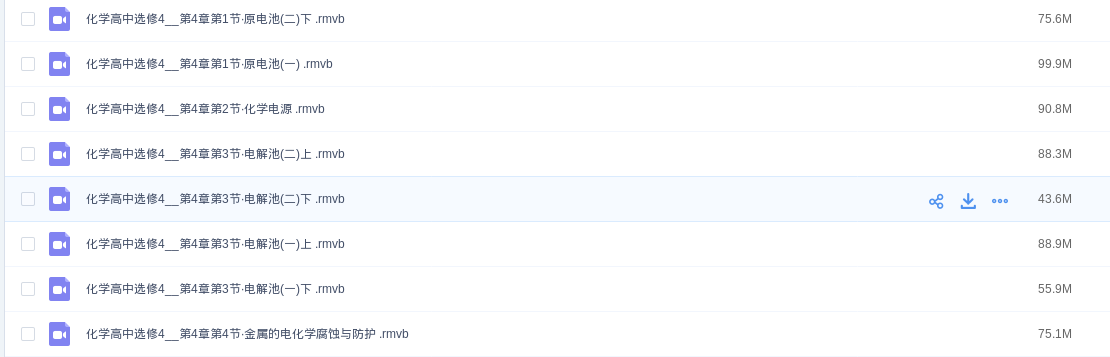 化学高中选修4__第4章第1节·原电池(二)下 .rmvb 75.6M
化学高中选修4__第4章第1节·原电池(一) .rmvb 99.9M
化学高中选修4__第4章第2节·化学电源 .rmvb 90.8M
化学高中选修4__第4章第3节·电解池(二)上 .rmvb 88.3M
化学高中选修4__第4章第3节·电解池(二)下 .rmvb 43.6M
化学高中选修4__第4章第3节·电解池(一)上 .rmvb 88.9M
化学高中选修4__第4章第3节·电解池(一)下 .rmvb 55.9M
化学高中选修4__第4章第4节·金属的电化学腐蚀与防护 .rmvb 75.1M